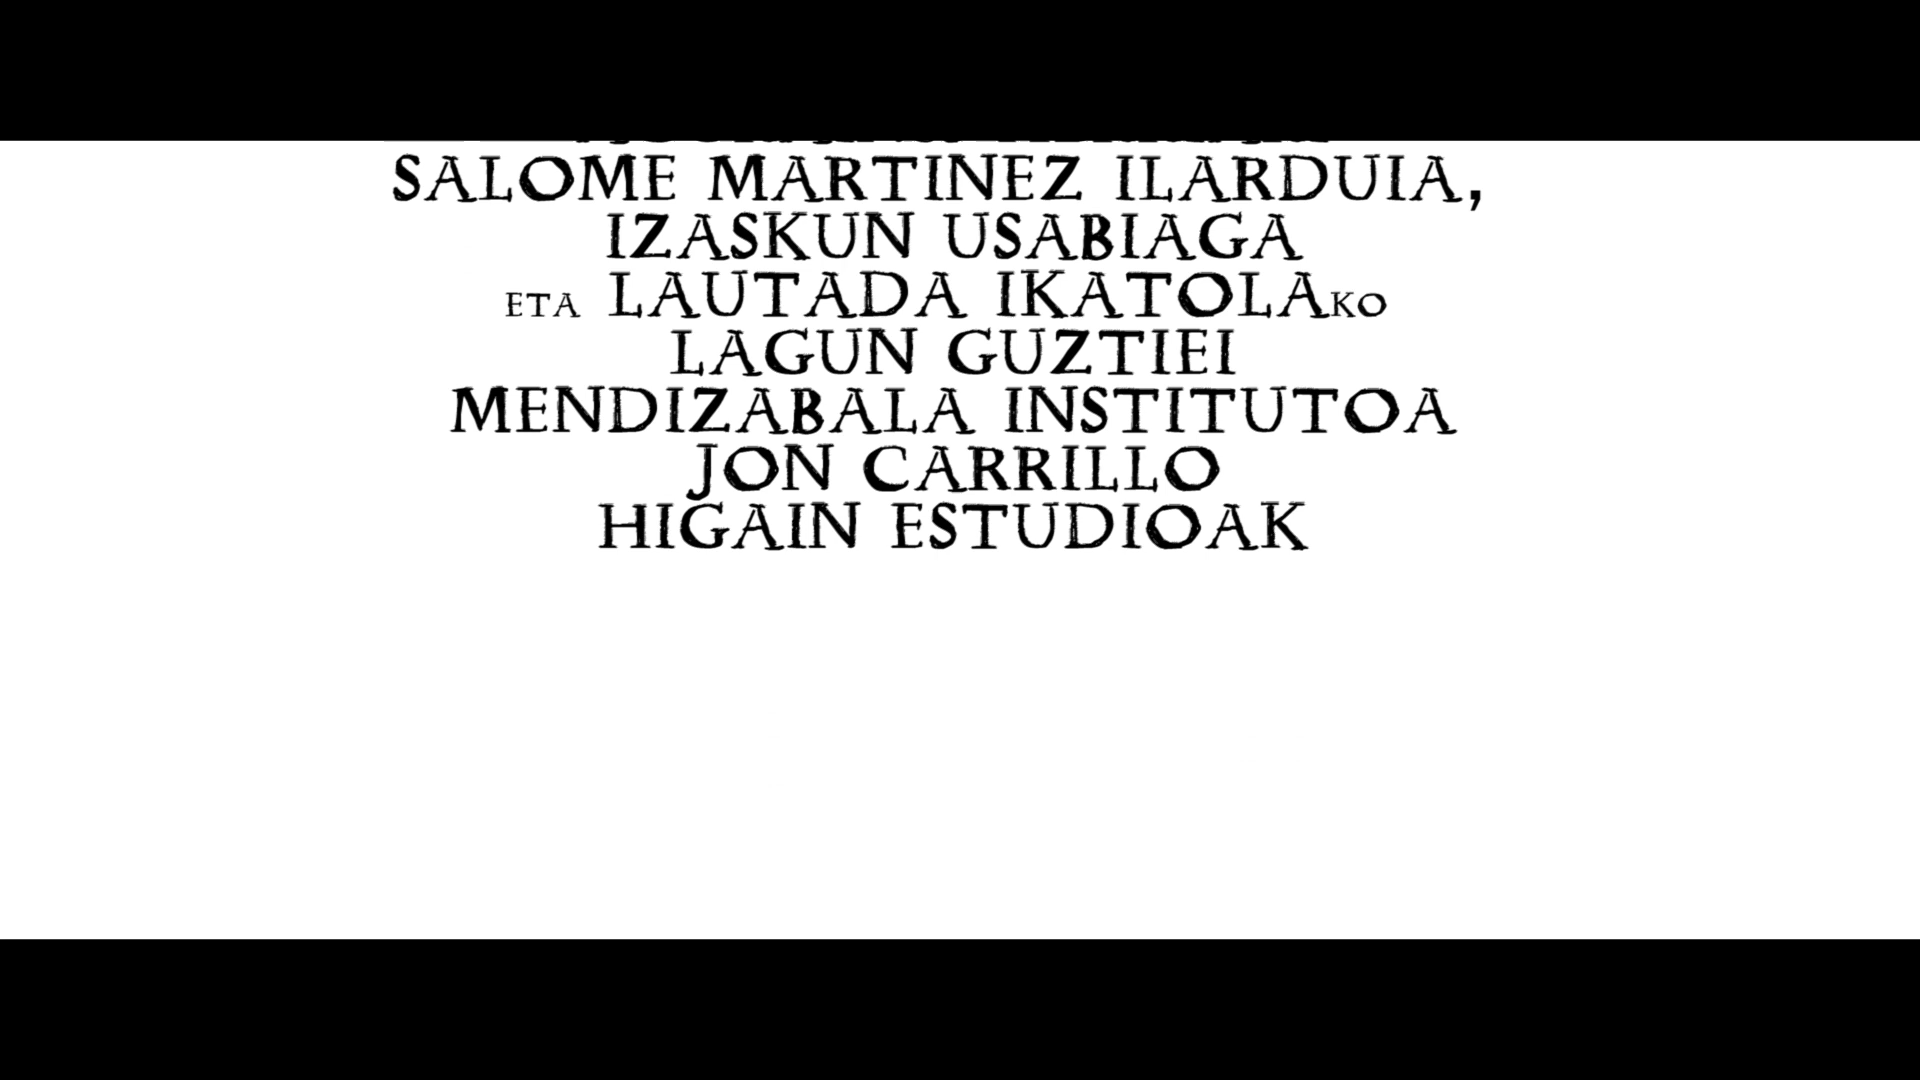 SALOME MARTINEZ ILARDUIA,
IZASKUN USABIAGA
ETA LAUTADA IKATOLAKO
LAGUN GUZTIEI
MENDIZABALA INSTITUTOA
JON CARRILLO
HIGAIN ESTUDIOAK